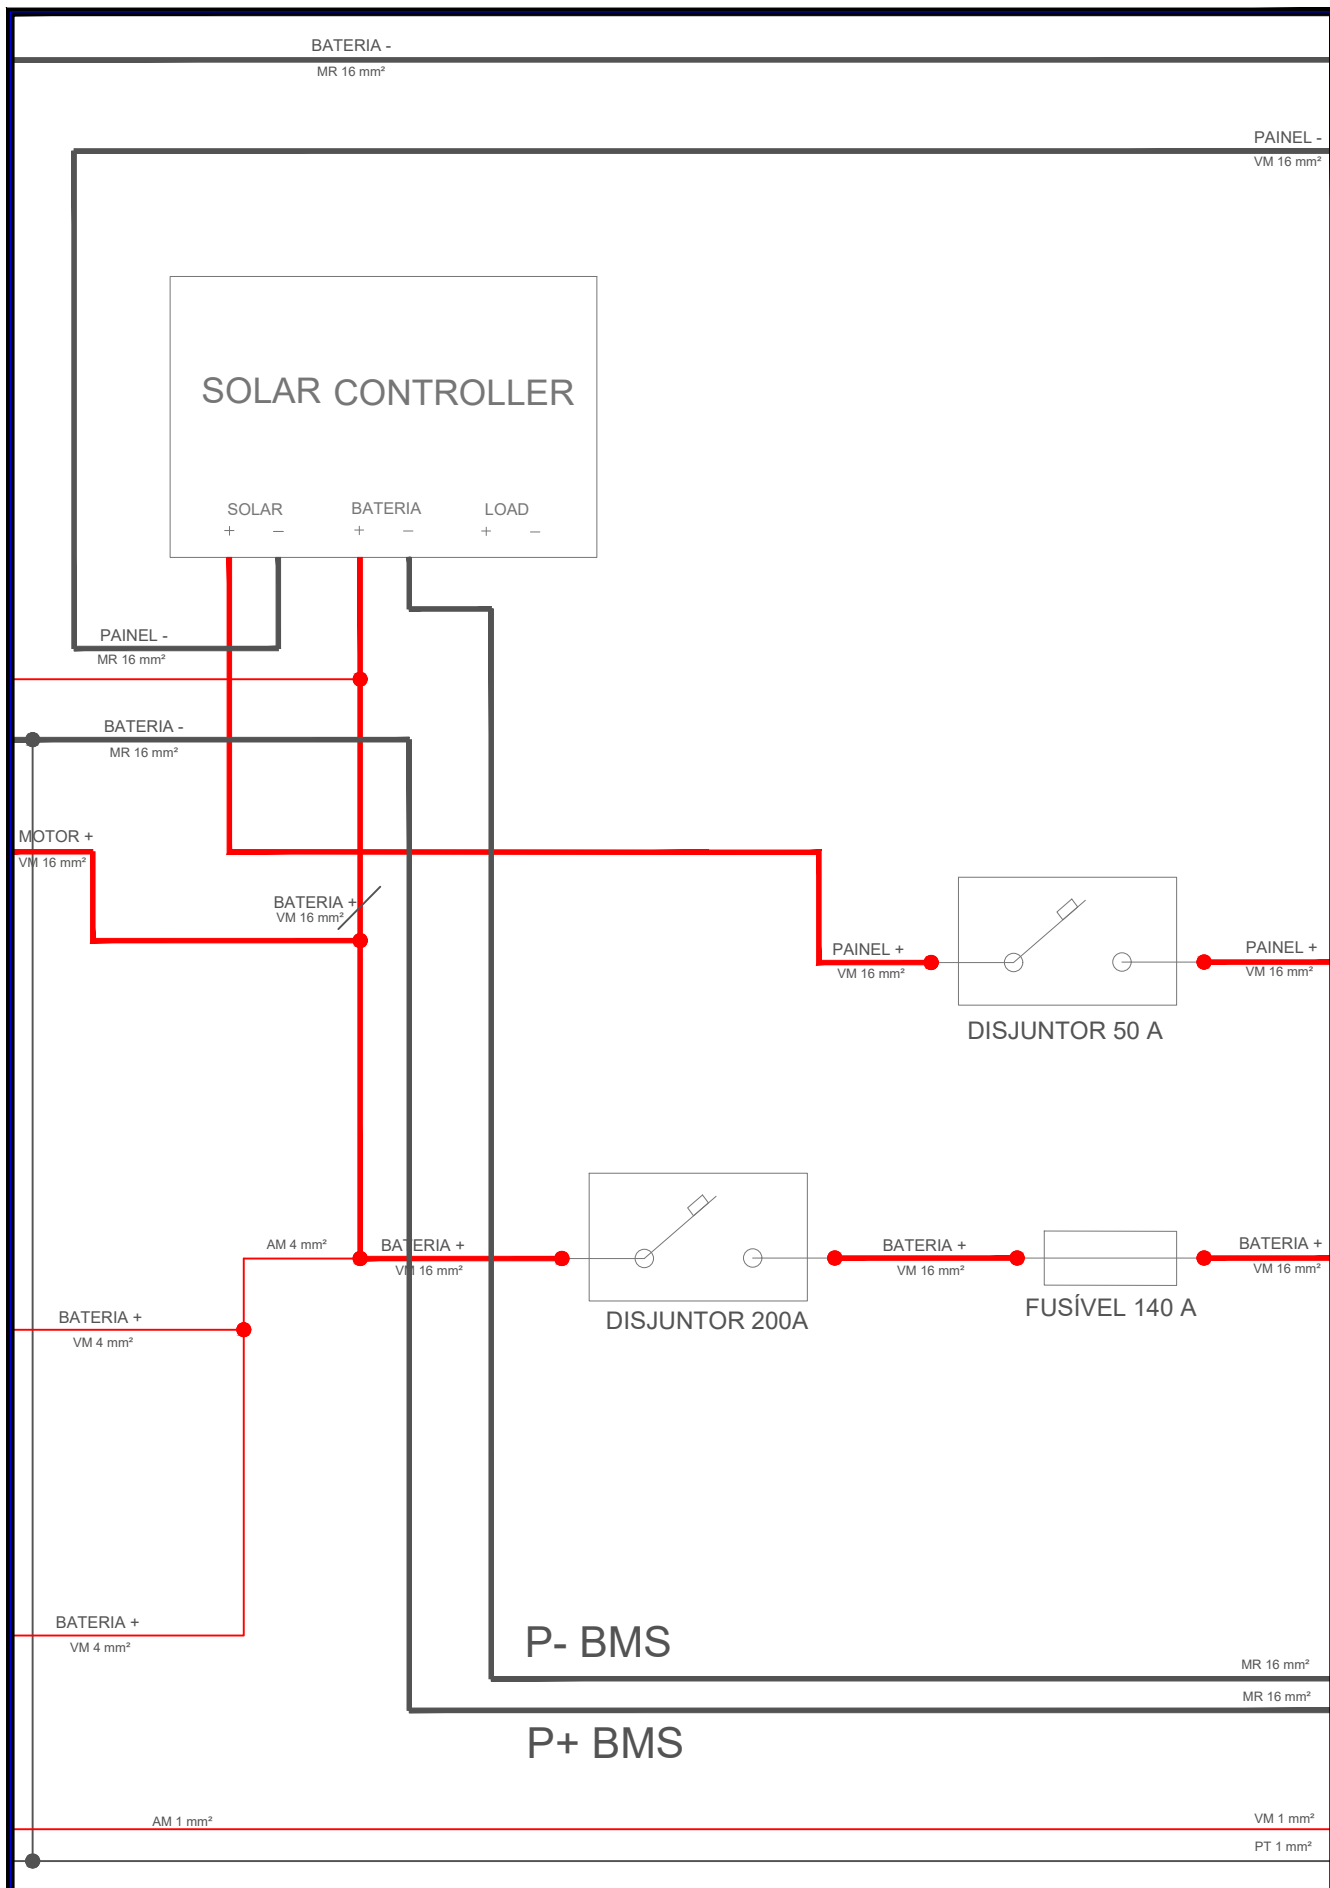 BATERIA -
MR 16 mm²
PAINEL -
VM 16 mm²
SOLAR CONTROLLER
SOLAR BATERIA LOAD
+ – + – + –
PAINEL -
MR 16 mm²
BATERIA -
MR 16 mm²
MOTOR +
VM 16 mm²
BATERIA +
VM 16 mm²
PAINEL +
VM 16 mm²
PAINEL +
VM 16 mm²
DISJUNTOR 50 A
AM 4 mm²
BATERIA +
VM 16 mm²
BATERIA +
VM 16 mm²
BATERIA +
VM 16 mm²
DISJUNTOR 200A
FUSÍVEL 140 A
BATERIA +
VM 4 mm²
BATERIA +
VM 4 mm²
P- BMS
MR 16 mm²
MR 16 mm²
P+ BMS
AM 1 mm²
VM 1 mm²
PT 1 mm²